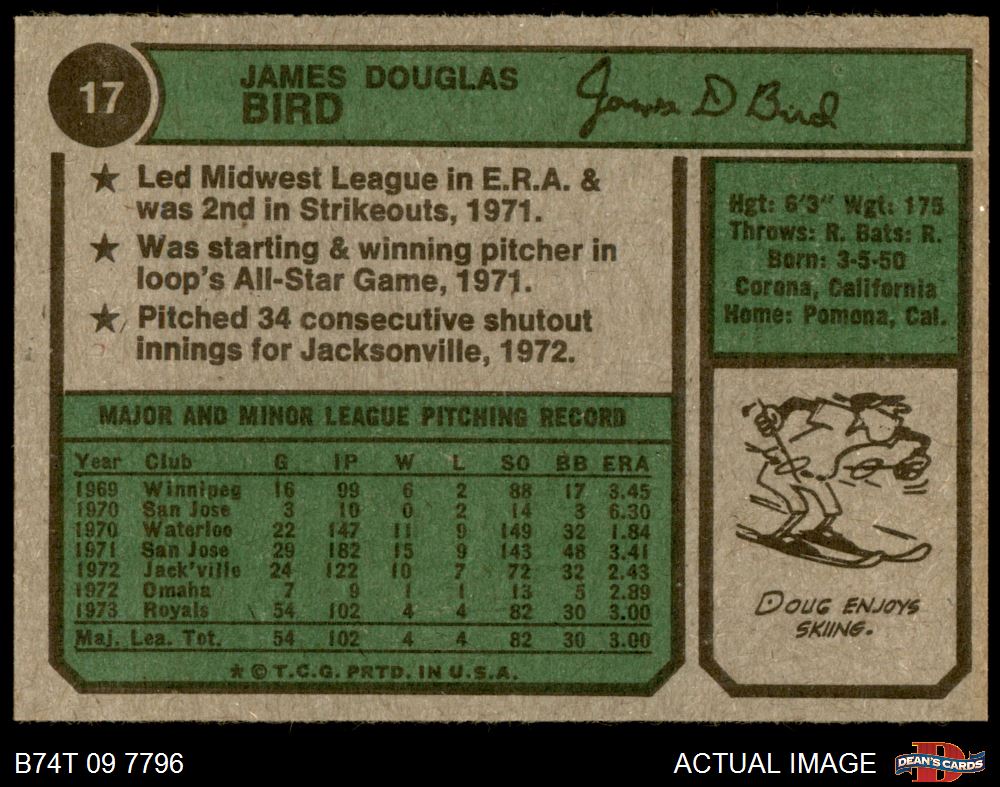 17
JAMES DOUGLAS
BIRD
James D Bird
★ Led Midwest League in E.R.A. &
was 2nd in Strikeouts, 1971.
★ Was starting & winning pitcher in
loop's All-Star Game, 1971.
★ Pitched 34 consecutive shutout
innings for Jacksonville, 1972.
Hgt: 6'3" Wgt: 175
Throws: R. Bats: R.
Born: 3-5-50
Corona, California
Home: Pomona, Cal.
MAJOR AND MINOR LEAGUE PITCHING RECORD
Year Club G IP W L SO BB ERA
1969 Winnipeg 16 99 6 2 88 17 3.45
1970 San Jose 3 10 0 2 14 3 6.30
1970 Waterloo 22 147 11 9 149 32 1.84
1971 San Jose 29 182 15 9 143 48 3.41
1972 Jack'ville 24 122 10 7 72 32 2.43
1972 Omaha 7 9 1 1 13 5 2.89
1973 Royals 54 102 4 4 82 30 3.00
Maj. Lea. Tot. 54 102 4 4 82 30 3.00
★ © T.C.G. PRTD. IN U.S.A.
DOUG ENJOYS
SKIING.
B74T 09 7796
ACTUAL IMAGE
DEAN'S CARDS